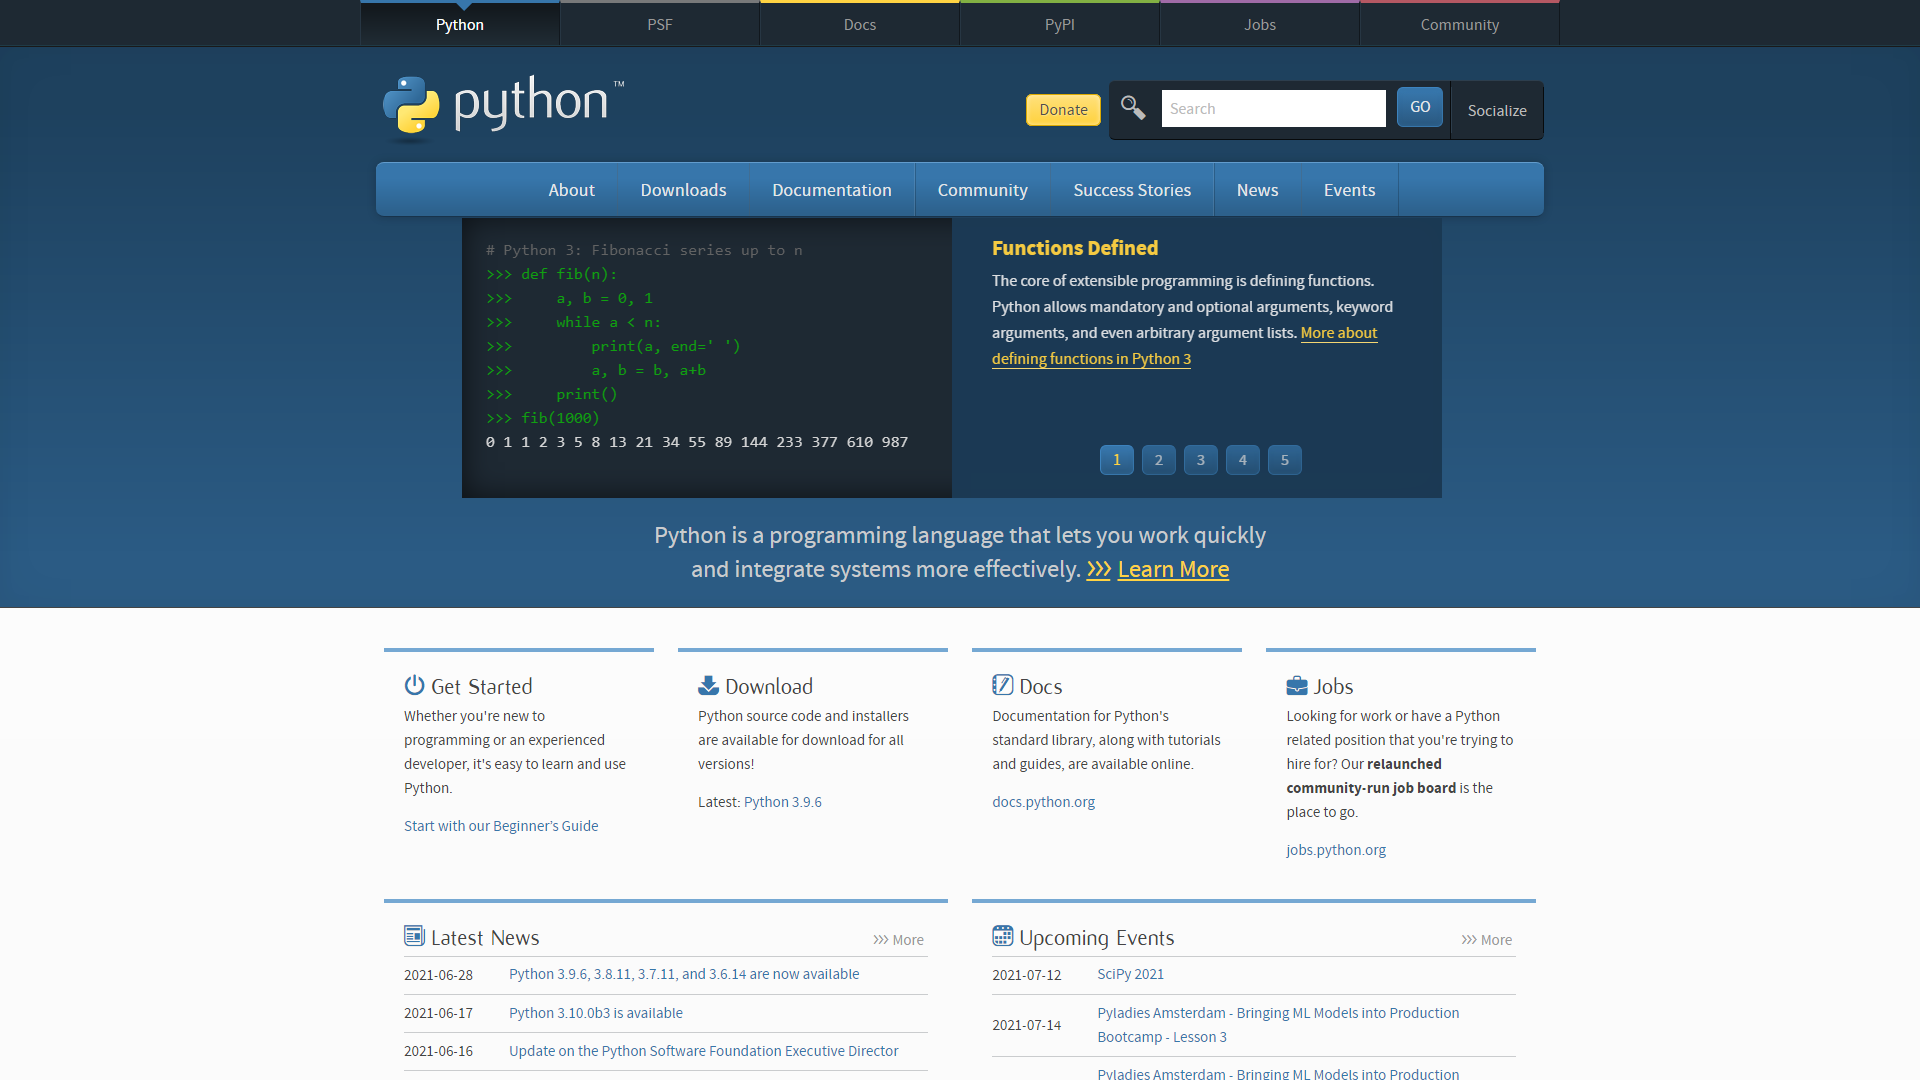 Python
PSF
Docs
PyPI
Jobs
Community
python™
Donate
Search
GO
Socialize
About
Downloads
Documentation
Community
Success Stories
News
Events
# Python 3: Fibonacci series up to n
>>> def fib(n):
>>>     a, b = 0, 1
>>>     while a < n:
>>>         print(a, end=' ')
>>>         a, b = b, a+b
>>>     print()
>>> fib(1000)
0 1 1 2 3 5 8 13 21 34 55 89 144 233 377 610 987
Functions Defined
The core of extensible programming is defining functions.
Python allows mandatory and optional arguments, keyword
arguments, and even arbitrary argument lists. More about
defining functions in Python 3
1
2
3
4
5
Python is a programming language that lets you work quickly
and integrate systems more effectively. >>> Learn More
Get Started
Whether you're new to
programming or an experienced
developer, it's easy to learn and use
Python.
Start with our Beginner's Guide
Download
Python source code and installers
are available for download for all
versions!
Latest: Python 3.9.6
Docs
Documentation for Python's
standard library, along with tutorials
and guides, are available online.
docs.python.org
Jobs
Looking for work or have a Python
related position that you're trying to
hire for? Our relaunched
community-run job board is the
place to go.
jobs.python.org
Latest News
>>> More
2021-06-28 Python 3.9.6, 3.8.11, 3.7.11, and 3.6.14 are now available
2021-06-17 Python 3.10.0b3 is available
2021-06-16 Update on the Python Software Foundation Executive Director
Upcoming Events
>>> More
2021-07-12 SciPy 2021
2021-07-14 Pyladies Amsterdam - Bringing ML Models into Production
Bootcamp - Lesson 3
Pyladies Amsterdam - Bringing ML Models into Production